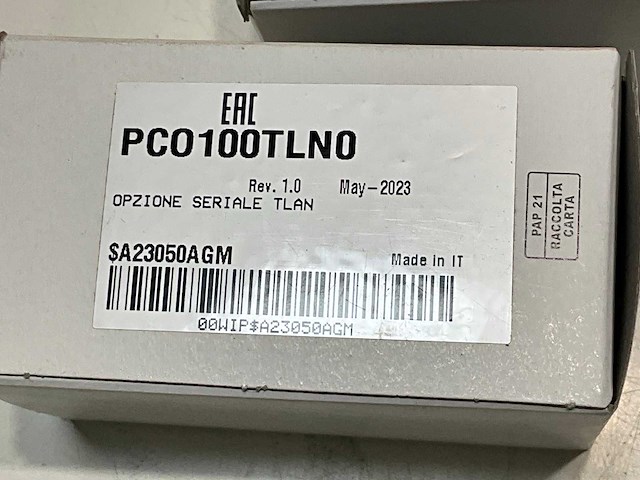 EAC
PCO100TLN0
Rev. 1.0 May-2023
OPZIONE SERIALE TLAN
$A23050AGM
Made in IT
00WIP$A23050AGM
PAP 21
RACCOLTA
CARTA